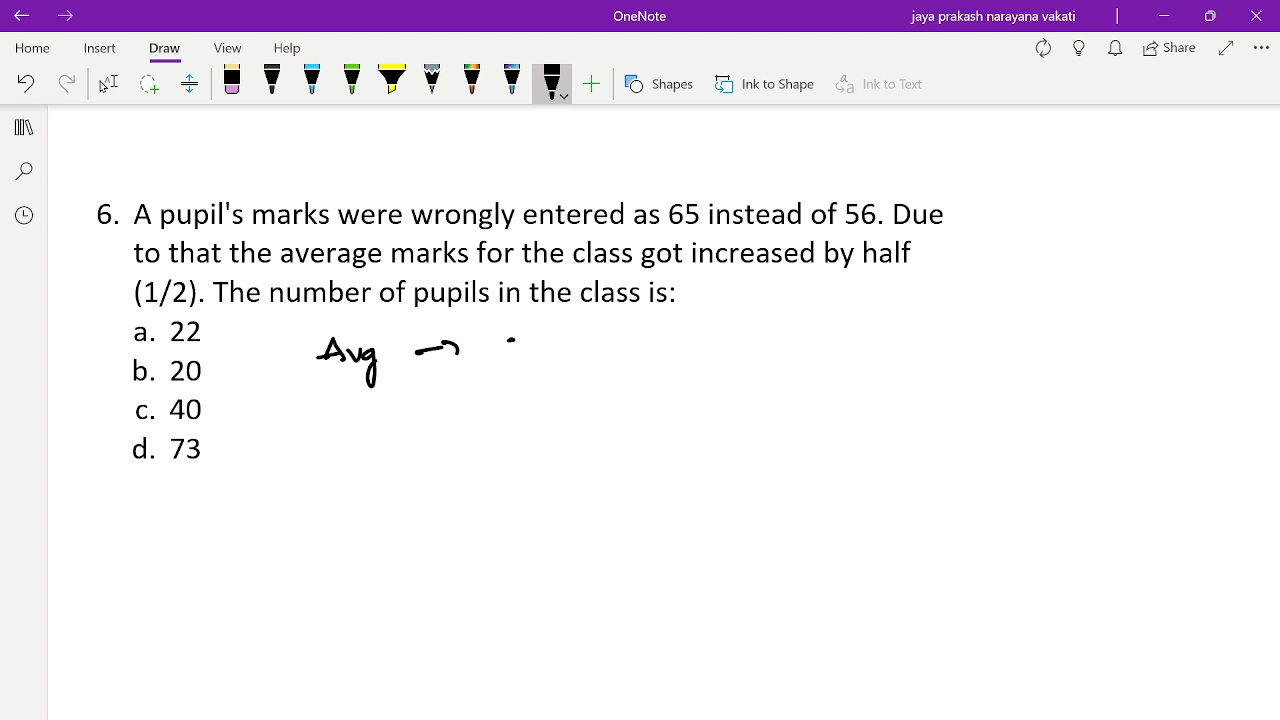 OneNote
jaya prakash narayana vakati
Home Insert Draw View Help
Share
Shapes Ink to Shape Ink to Text
6. A pupil's marks were wrongly entered as 65 instead of 56. Due
to that the average marks for the class got increased by half
(1/2). The number of pupils in the class is:
a. 22
b. 20
c. 40
d. 73
Avg →